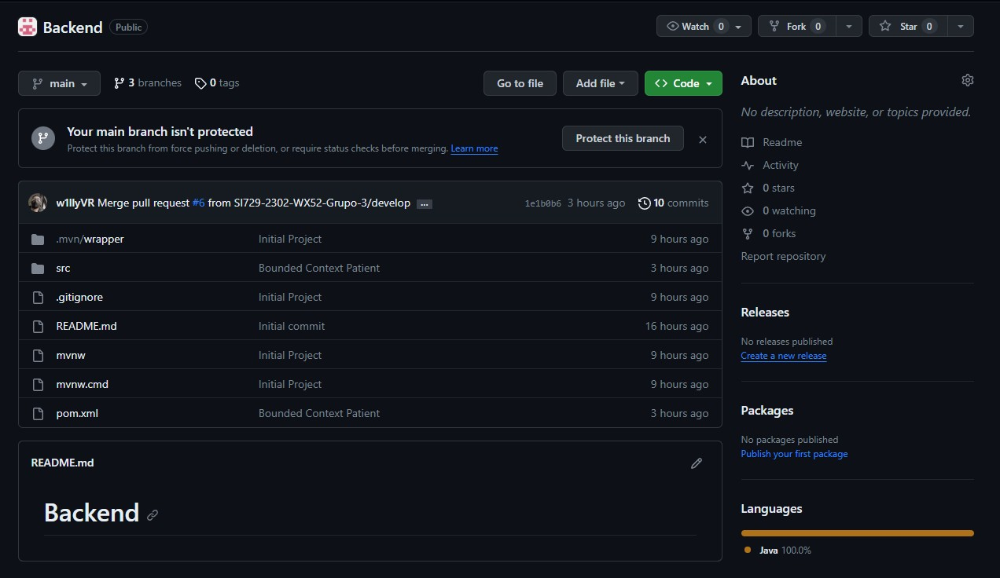 Backend Public Watch 0 Fork 0 Star 0
main 3 branches 0 tags Go to file Add file <> Code
Your main branch isn't protected
Protect this branch from force pushing or deletion, or require status checks before merging. Learn more
Protect this branch
w1llyVR Merge pull request #6 from SI729-2302-WX52-Grupo-3/develop ... 1e1b0b6 3 hours ago 10 commits
.mvn/wrapper Initial Project 9 hours ago
src Bounded Context Patient 3 hours ago
.gitignore Initial Project 9 hours ago
README.md Initial commit 16 hours ago
mvnw Initial Project 9 hours ago
mvnw.cmd Initial Project 9 hours ago
pom.xml Bounded Context Patient 3 hours ago
README.md
Backend
About
No description, website, or topics provided.
Readme
Activity
0 stars
0 watching
0 forks
Report repository
Releases
No releases published
Create a new release
Packages
No packages published
Publish your first package
Languages
Java 100.0%